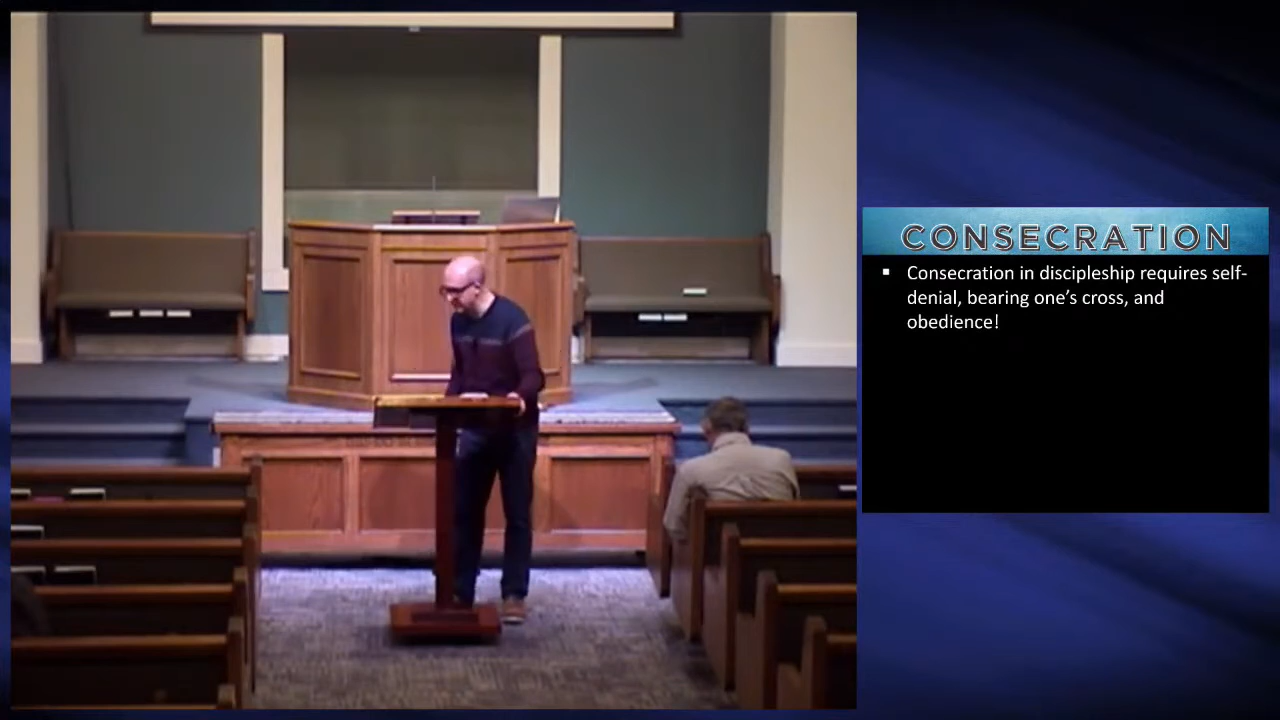 CONSECRATION
▪ Consecration in discipleship requires self-
denial, bearing one’s cross, and
obedience!